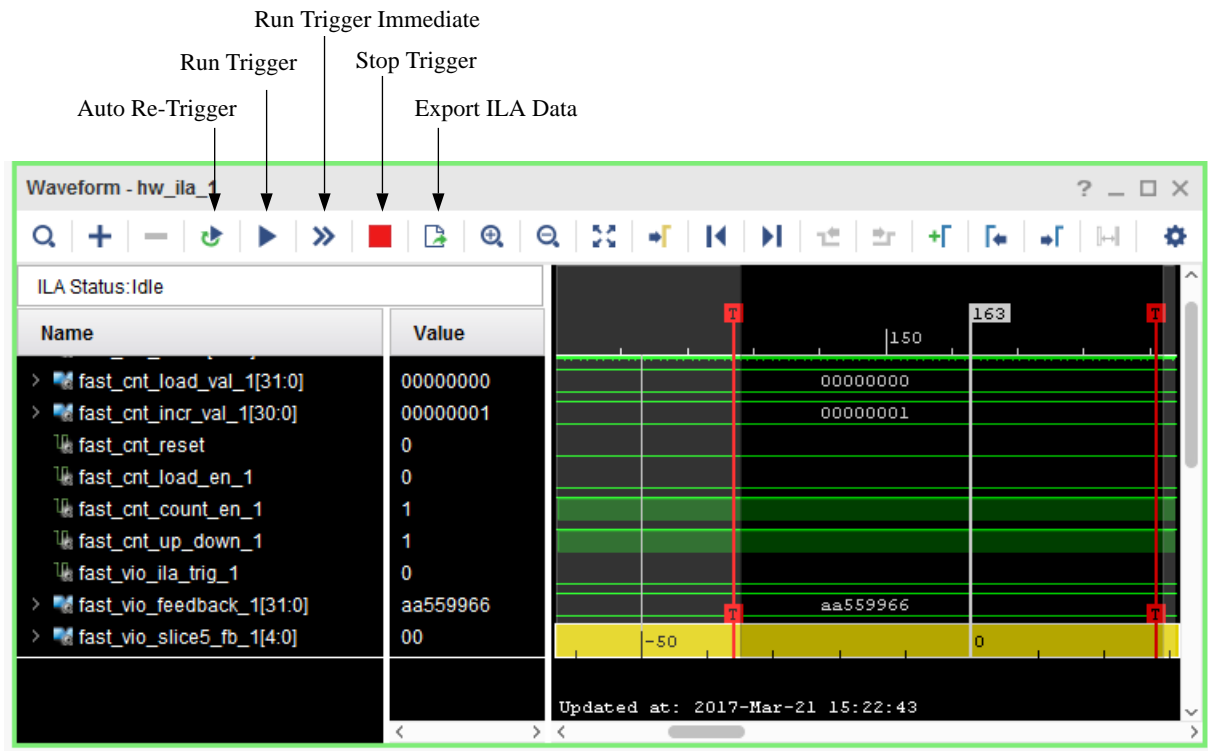 Run Trigger Immediate
Run Trigger
Stop Trigger
Auto Re-Trigger
Export ILA Data
Waveform - hw_ila_1
ILA Status:Idle
Name
Value
150
163
T
T
fast_cnt_load_val_1[31:0]
00000000
00000000
fast_cnt_incr_val_1[30:0]
00000001
00000001
fast_cnt_reset
0
fast_cnt_load_en_1
0
fast_cnt_count_en_1
1
fast_cnt_up_down_1
1
fast_vio_ila_trig_1
0
fast_vio_feedback_1[31:0]
aa559966
aa559966
T
T
fast_vio_slice5_fb_1[4:0]
00
-50
0
Updated at: 2017-Mar-21 15:22:43